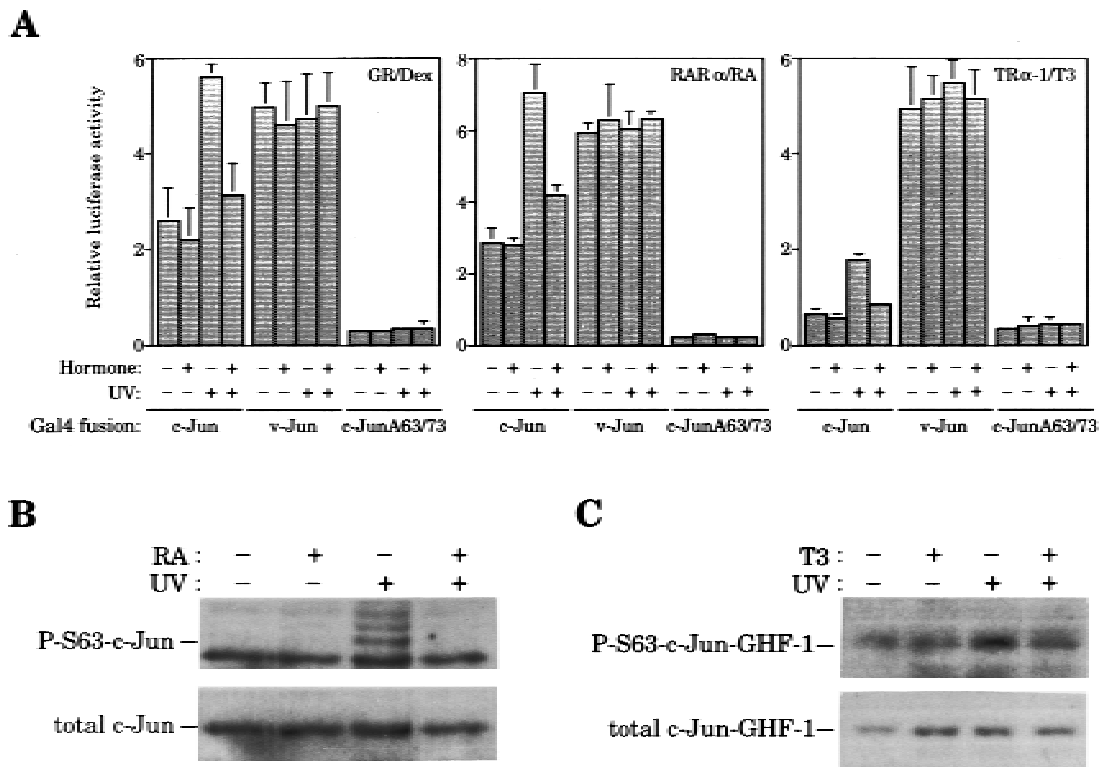 A
GR/Dex
RAR α/RA
TRα-1/T3
Relative luciferase activity
6
4
2
0
8
6
4
2
0
6
4
2
0
Hormone: - + - + - + - + - + - + - + - + - + - + - + - + - + - + - + - + - + - +
UV: - - + + - - + + - - + + - - + + - - + + - - + + - - + + - - + + - - + +
Gal4 fusion: c-Jun v-Jun c-JunA63/73 c-Jun v-Jun c-JunA63/73 c-Jun v-Jun c-JunA63/73
B
RA : - + - +
UV : - - + +
P-S63-c-Jun
total c-Jun
C
T3 : - + - +
UV : - - + +
P-S63-c-Jun-GHF-1
total c-Jun-GHF-1